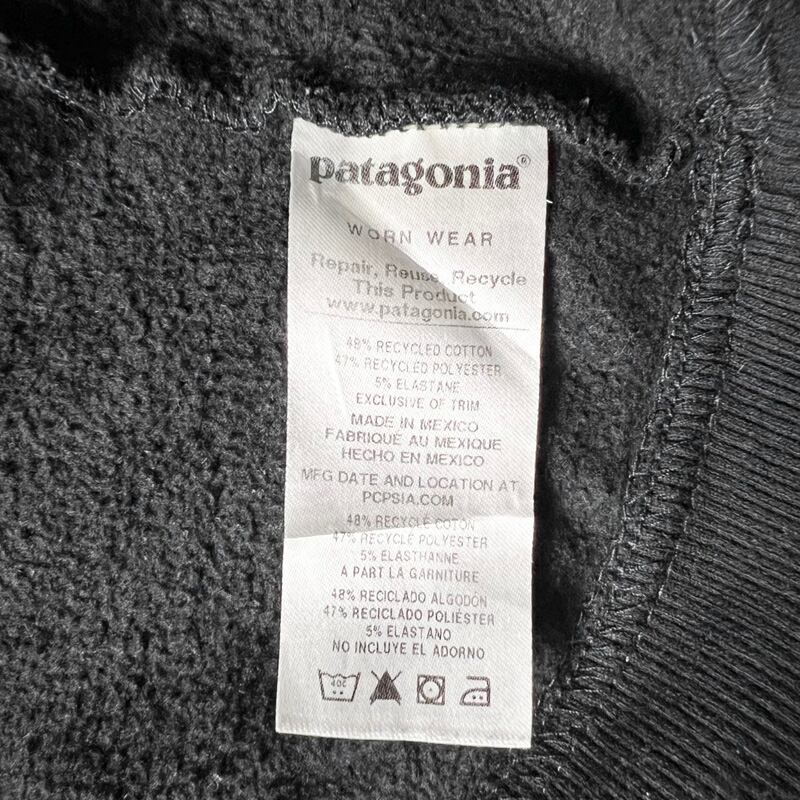 patagonia®
WORN WEAR
Repair, Reuse, Recycle
This Product
www.patagonia.com
48% RECYCLED COTTON
47% RECYCLED POLYESTER
5% ELASTANE
EXCLUSIVE OF TRIM
MADE IN MEXICO
FABRIQUÉ AU MEXIQUE
HECHO EN MEXICO
MFG DATE AND LOCATION AT
PCPSIA.COM
48% RECYCLÉ COTON
47% RECYCLÉ POLYESTER
5% ELASTHANNE
A PART LA GARNITURE
48% RECICLADO ALGODÓN
47% RECICLADO POLIÉSTER
5% ELASTANO
NO INCLUYE EL ADORNO
40C